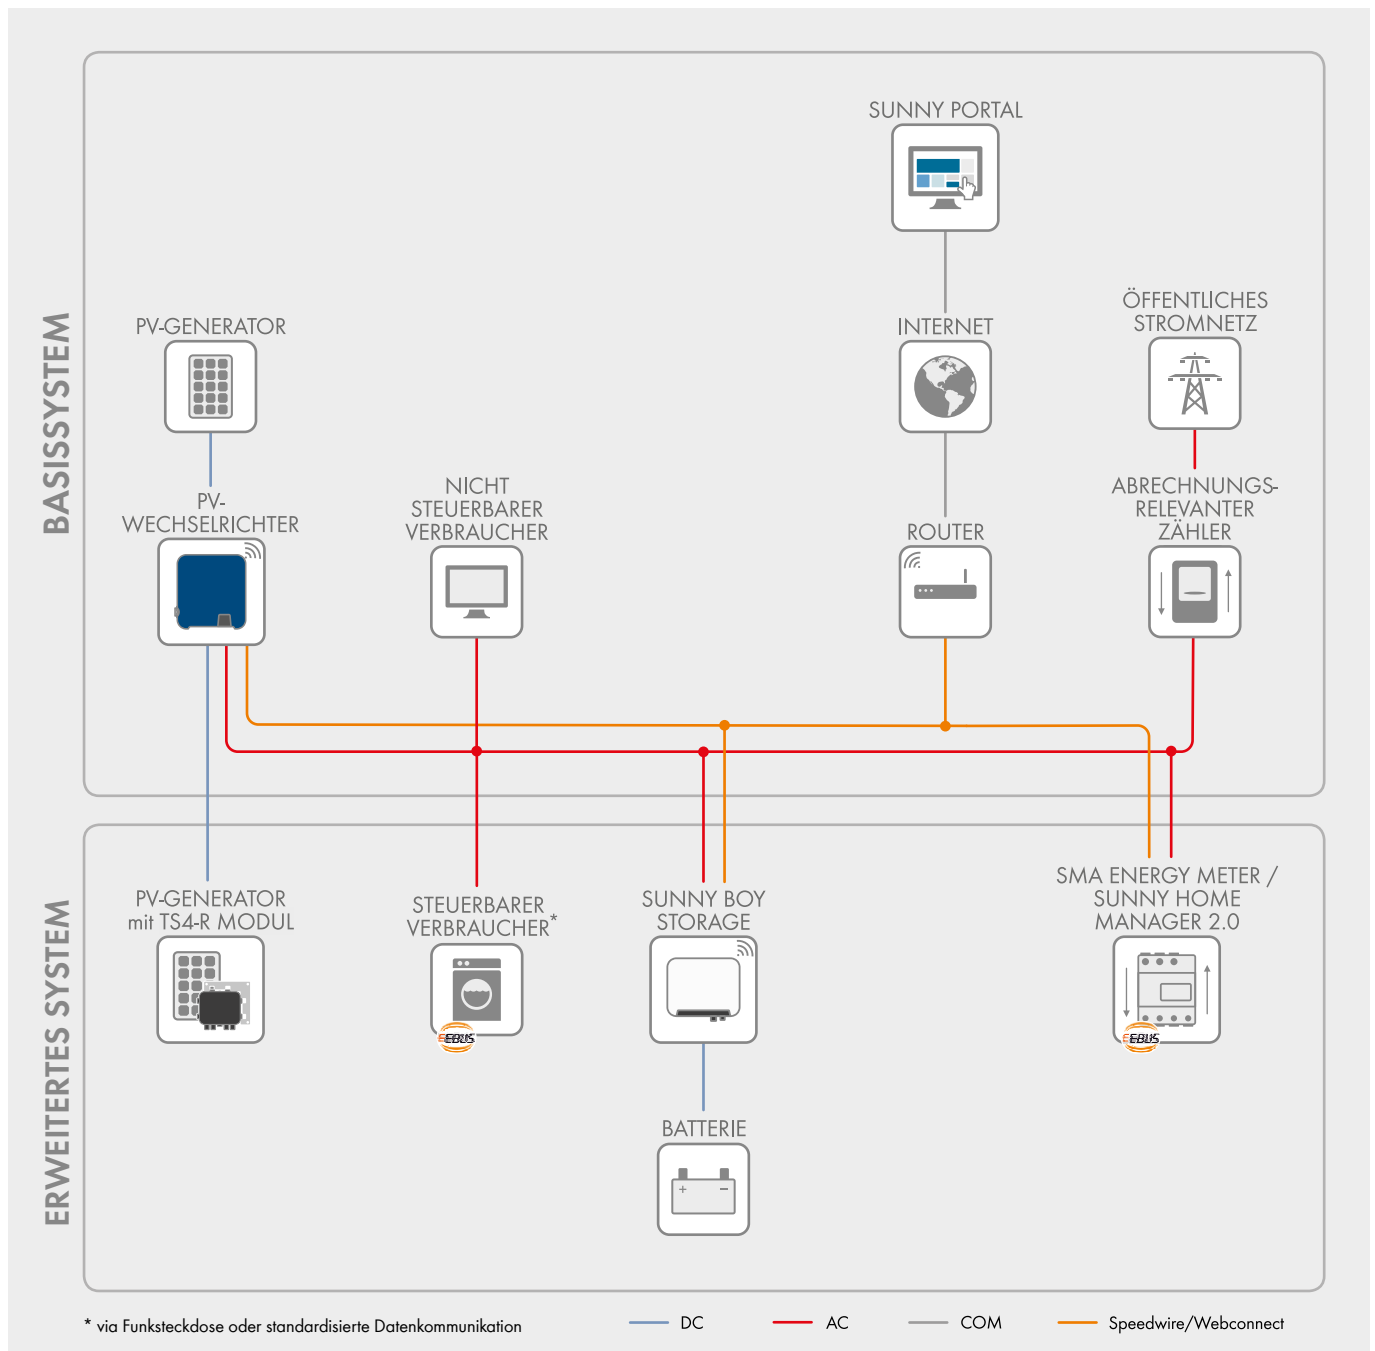 BASISSYSTEM
SUNNY PORTAL
INTERNET
ÖFFENTLICHES
STROMNETZ
PV-GENERATOR
PV-
WECHSELRICHTER
NICHT
STEUERBARER
VERBRAUCHER
ROUTER
ABRECHNUNGS-
RELEVANTER
ZÄHLER
ERWEITERTES SYSTEM
PV-GENERATOR
mit TS4-R MODUL
STEUERBARER
VERBRAUCHER*
EEBUS
SUNNY BOY
STORAGE
SMA ENERGY METER /
SUNNY HOME
MANAGER 2.0
EEBUS
BATTERIE
+ −
* via Funksteckdose oder standardisierte Datenkommunikation
DC
AC
COM
Speedwire/Webconnect